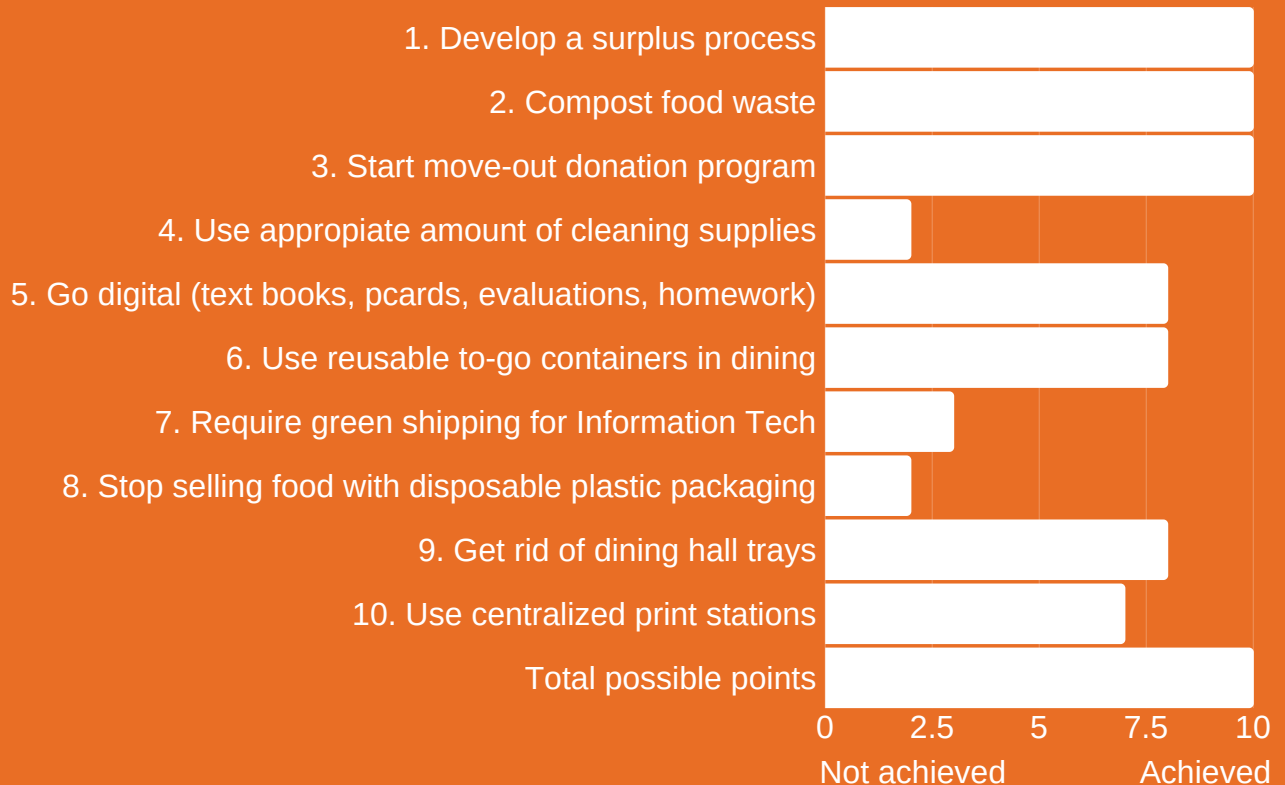 1. Develop a surplus process
2. Compost food waste
3. Start move-out donation program
4. Use appropiate amount of cleaning supplies
5. Go digital (text books, pcards, evaluations, homework)
6. Use reusable to-go containers in dining
7. Require green shipping for Information Tech
8. Stop selling food with disposable plastic packaging
9. Get rid of dining hall trays
10. Use centralized print stations
Total possible points
0 2.5 5 7.5 10
Not achieved Achieved